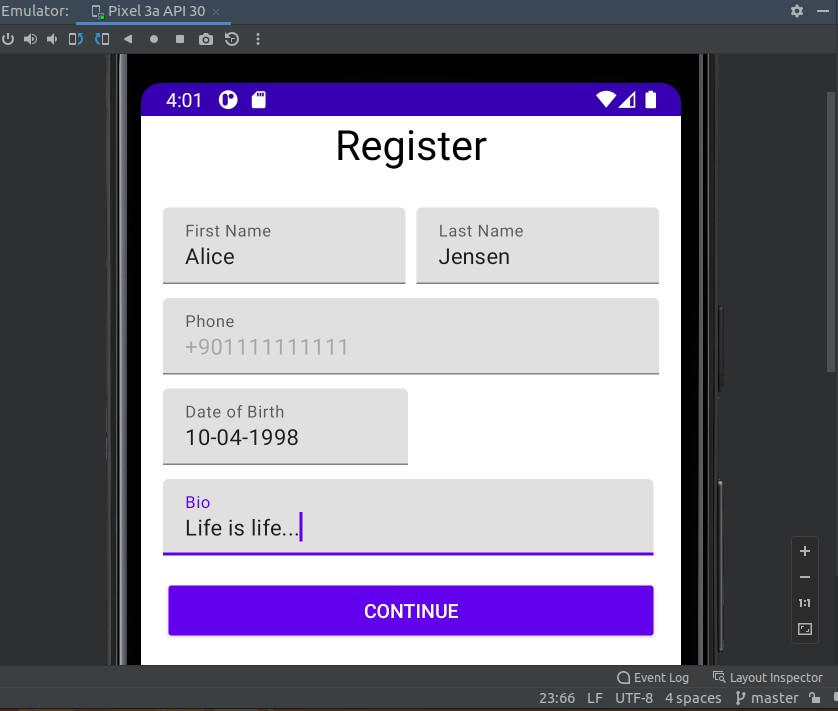 Emulator: Pixel 3a API 30
4:01
Register
First Name
Alice
Last Name
Jensen
Phone
+901111111111
Date of Birth
10-04-1998
Bio
Life is life...
CONTINUE
1:1
Event Log Layout Inspector
23:66 LF UTF-8 4 spaces master